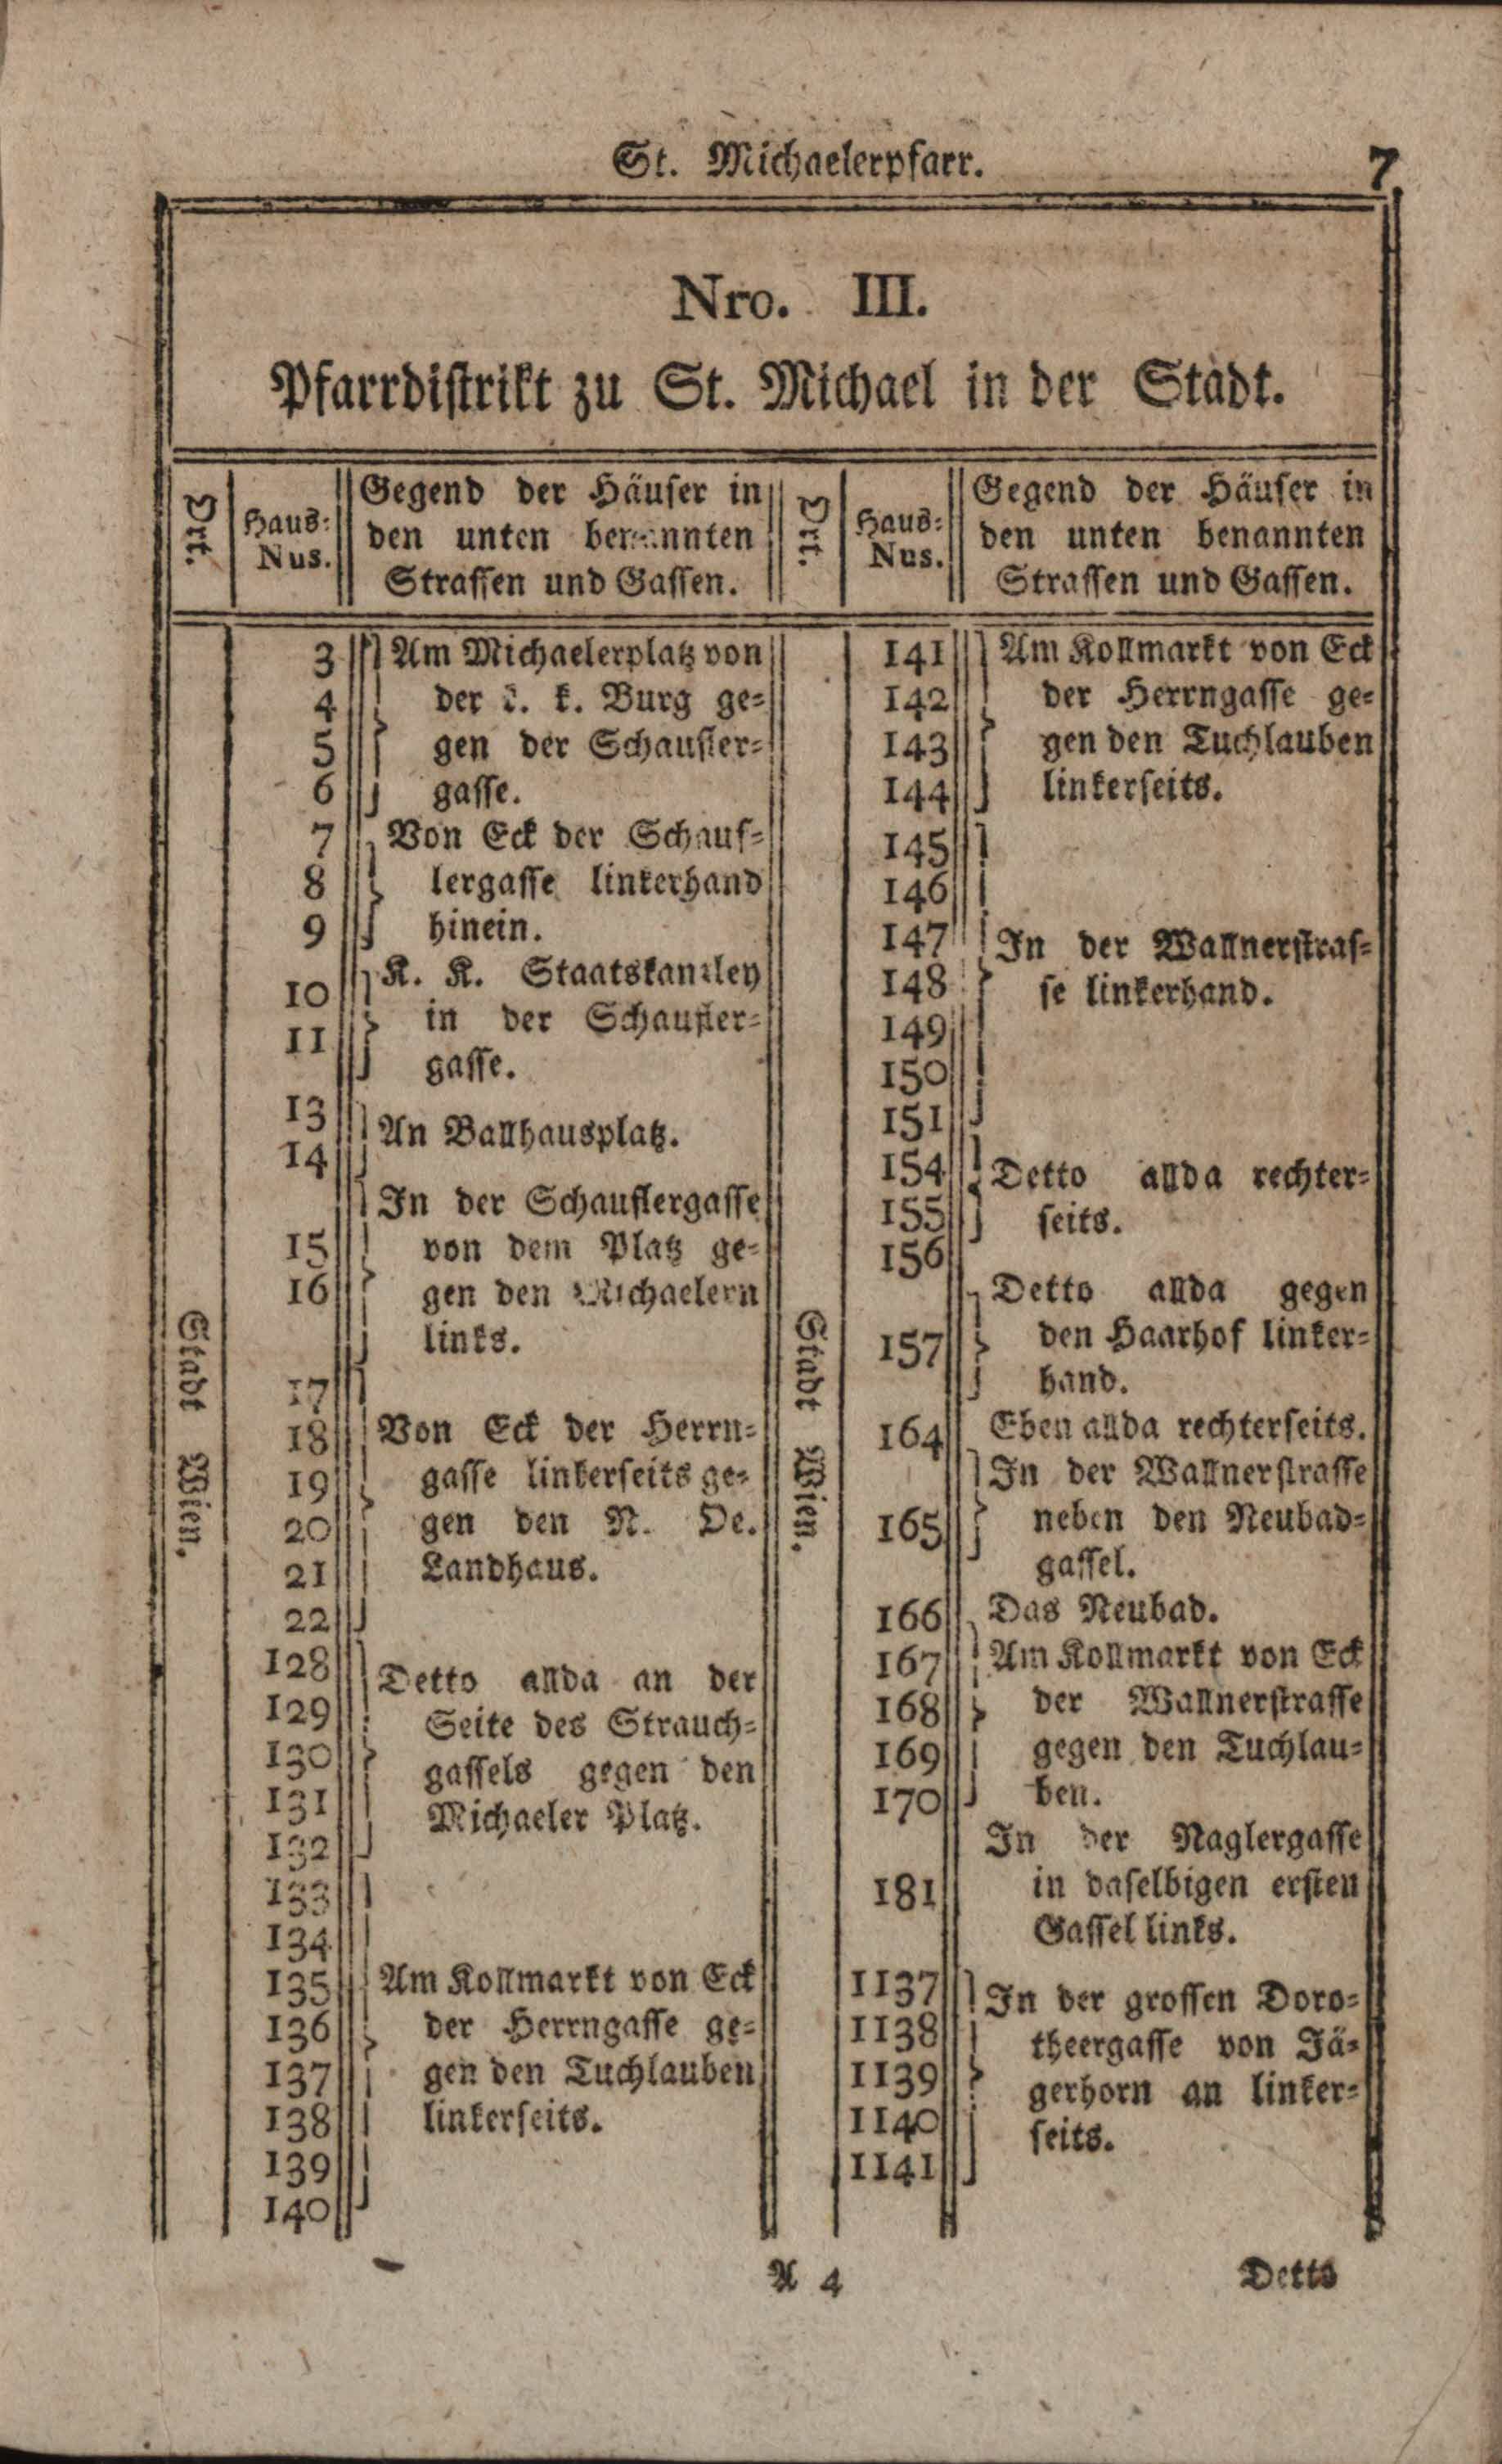 St. Michaelerpfarr. 7
Nro. III.
Pfarrdistrikt zu St. Michael in der Stadt.
Ort.
Haus=
Nus.
Gegend der Häuser in
den unten benannten
Strassen und Gassen.
Stadt Wien.
3 Am Michaelerplatz von
4 der k. k. Burg ge=
5 gen der Schaufler=
6 gasse.
7 Von Eck der Schauf=
8 lergasse linkerhand
9 hinein.
K. K. Staatskanzley
10 in der Schaufler=
11 gasse.
13 An Ballhausplatz.
14
In der Schauflergasse
15 von dem Platz ge=
16 gen den Michaelern
links.
17
18 Von Eck der Herrn=
19 gasse linkerseits ge=
20 gen den N. Oe.
21 Landhaus.
22
128 Detto allda an der
129 Seite des Strauch=
130 gassels gegen den
131 Michaeler Platz.
132
133
134
135 Am Kollmarkt von Eck
136 der Herrngasse ge=
137 gen den Tuchlauben
138 linkerseits.
139
140
Ort.
Haus=
Nus.
Gegend der Häuser in
den unten benannten
Strassen und Gassen.
Stadt Wien.
141 Am Kollmarkt von Eck
142 der Herrngasse ge=
143 gen den Tuchlauben
144 linkerseits.
145
146
147 In der Wallnerstras=
148 se linkerhand.
149
150
151
154 Detto allda rechter=
155 seits.
156
Detto allda gegen
157 den Haarhof linker=
hand.
164 Eben allda rechterseits.
In der Wallnerstrasse
165 neben den Neubad=
gassel.
166 Das Neubad.
167 Am Kollmarkt von Eck
168 der Wallnerstrasse
169 gegen den Tuchlau=
170 ben.
In der Naglergasse
181 in daselbigen ersten
Gassel links.
1137 In der grossen Doro=
1138 theergasse von Jä=
1139 gerhorn an linker=
1140 seits.
1141
A 4 Detto